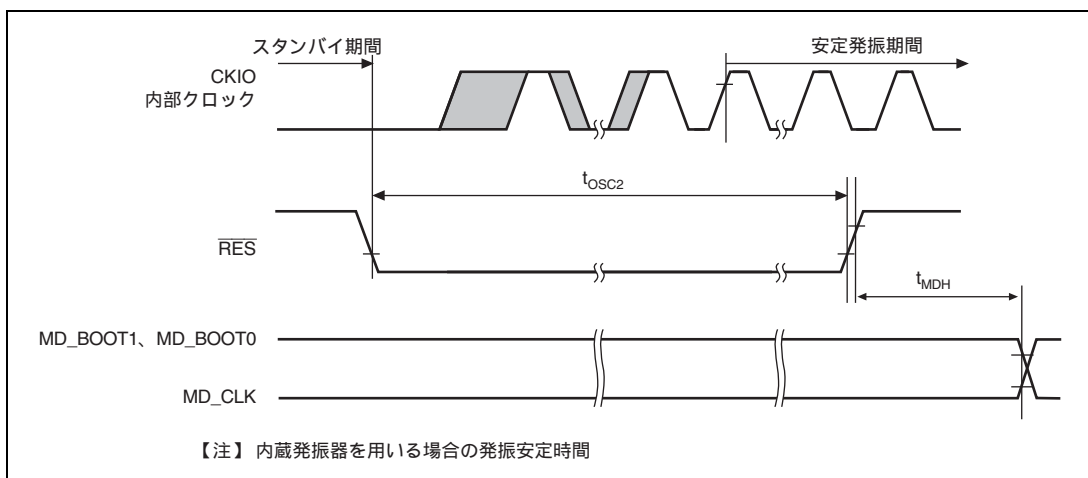 スタンバイ期間
安定発振期間
CKIO
内部クロック
tOSC2
RES
tMDH
MD_BOOT1、MD_BOOT0
MD_CLK
【注】 内蔵発振器を用いる場合の発振安定時間